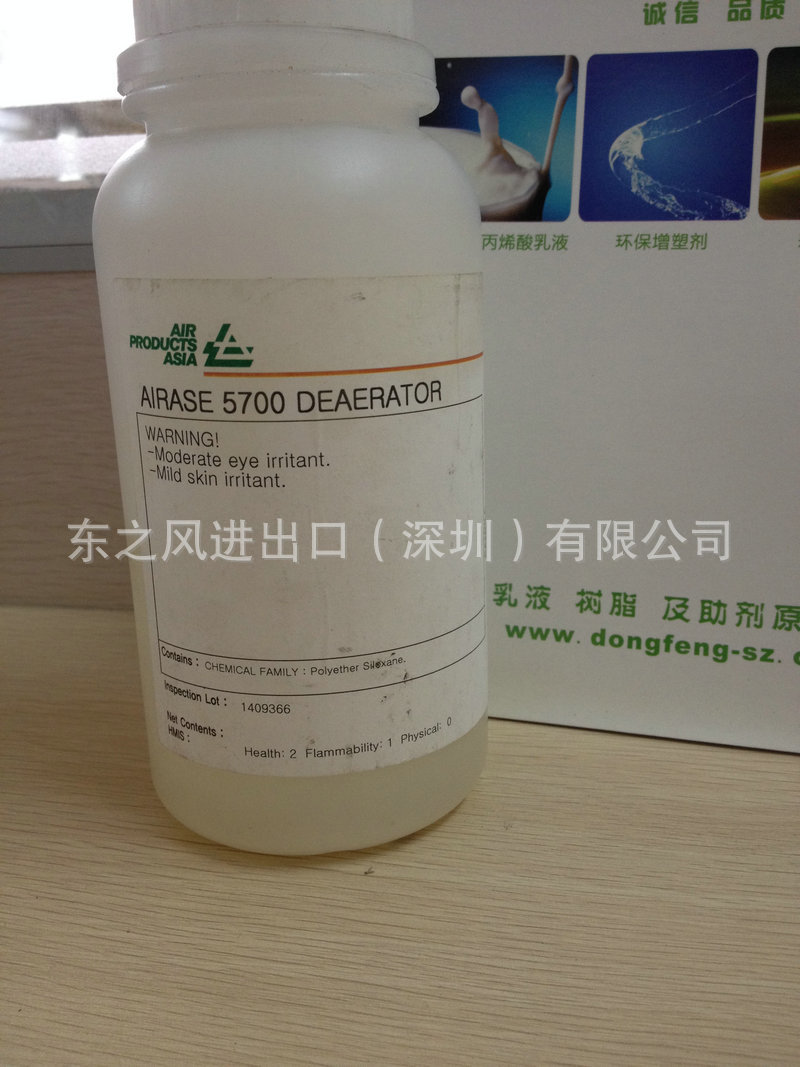 诚信 品质
丙烯酸乳液
环保增塑剂
AIR
PRODUCTS
ASIA
AIRASE 5700 DEAERATOR
WARNING!
-Moderate eye irritant.
-Mild skin irritant.
东之风进出口（深圳）有限公司
乳液 树脂 及助剂原
www.dongfeng-sz.
Contains : CHEMICAL FAMILY : Polyether Siloxane.
Inspection Lot : 1409366
Net Contents :
HMIS : Health: 2 Flammability: 1 Physical: 0